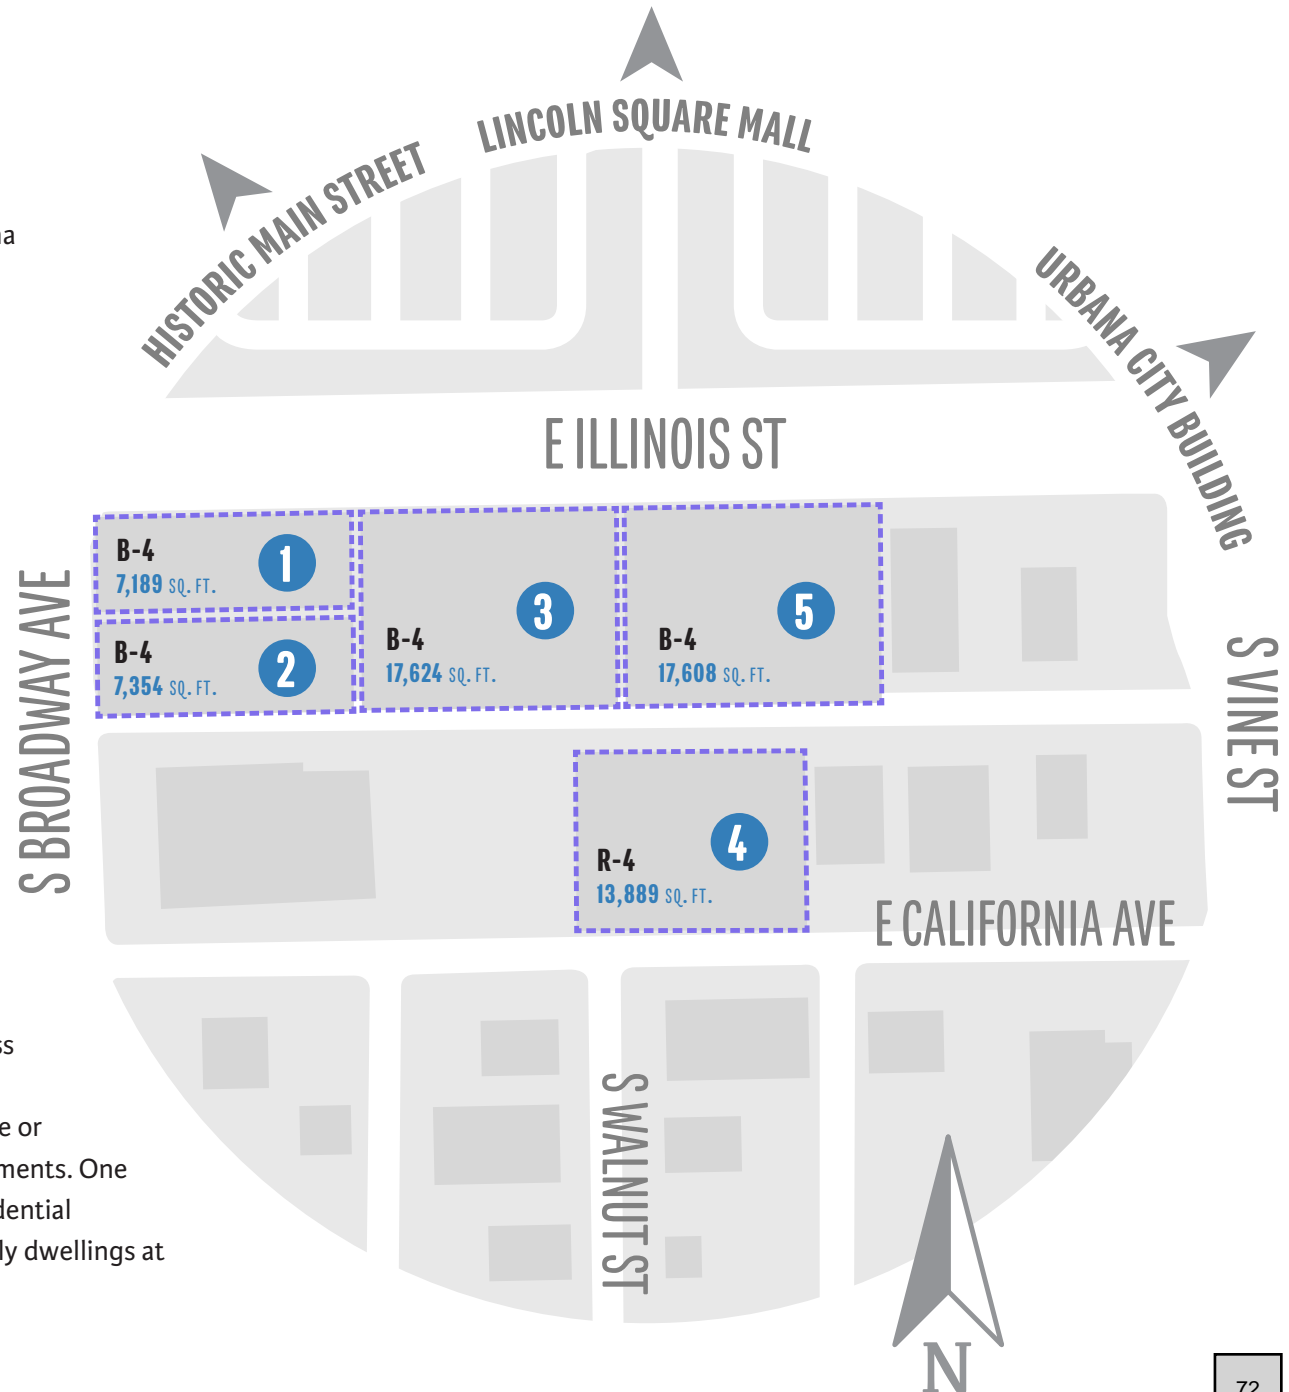 LINCOLN SQUARE MALL
HISTORIC MAIN STREET
URBANA CITY BUILDING
na
E ILLINOIS ST
S BROADWAY AVE
B-4
7,189 SQ. FT.
1
B-4
7,354 SQ. FT.
2
B-4
17,624 SQ. FT.
3
B-4
17,608 SQ. FT.
5
S VINE ST
R-4
13,889 SQ. FT.
4
E CALIFORNIA AVE
S WALNUT ST
ss
e or
ments. One
dential
ly dwellings at
N
72